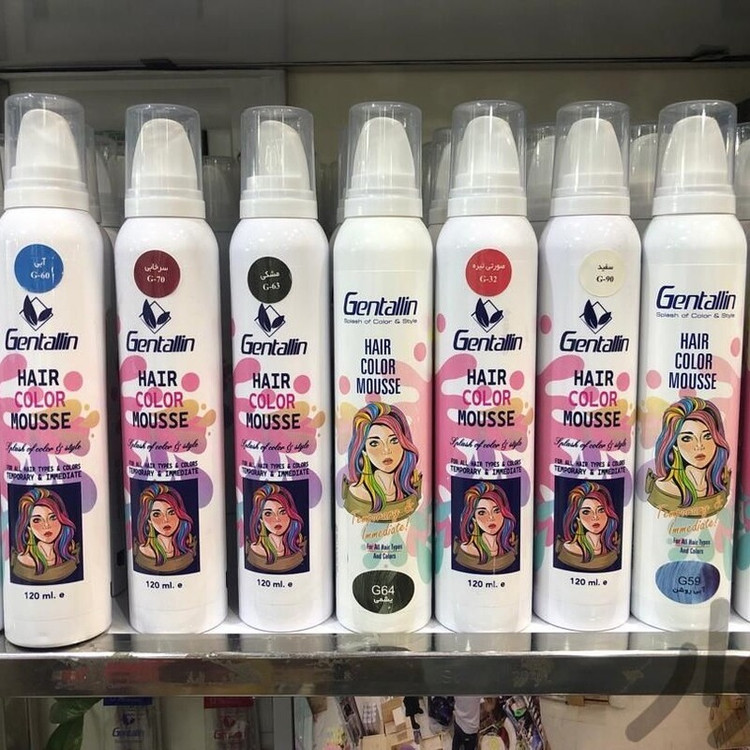 آبی
G-60
Gentallin
HAIR
COLOR
MOUSSE
Splash of color & style
FOR ALL HAIR TYPES & COLORS
TEMPORARY & IMMEDIATE
120 ml. e
سرخابی
G-70
Gentallin
HAIR
COLOR
MOUSSE
Splash of color & style
FOR ALL HAIR TYPES & COLORS
TEMPORARY & IMMEDIATE
120 ml. e
مشکی
G-63
Gentallin
HAIR
COLOR
MOUSSE
Splash of color & style
FOR ALL HAIR TYPES & COLORS
TEMPORARY & IMMEDIATE
120 ml. e
Gentallin
Splash of Color & Style
HAIR
COLOR
MOUSSE
Temporary &
Immediate!
For All Hair Types
And Colors
G64
یشمی
صورتی تیره
G-32
Gentallin
HAIR
COLOR
MOUSSE
Splash of color & style
FOR ALL HAIR TYPES & COLORS
TEMPORARY & IMMEDIATE
120 ml. e
سفید
G-90
Gentallin
HAIR
COLOR
MOUSSE
Splash of color & style
FOR ALL HAIR TYPES & COLORS
TEMPORARY & IMMEDIATE
120 ml. e
Gentallin
Splash of Color & Style
HAIR
COLOR
MOUSSE
Temporary &
Immediate!
For All Hair Types
And Colors
G59
آبی روشن